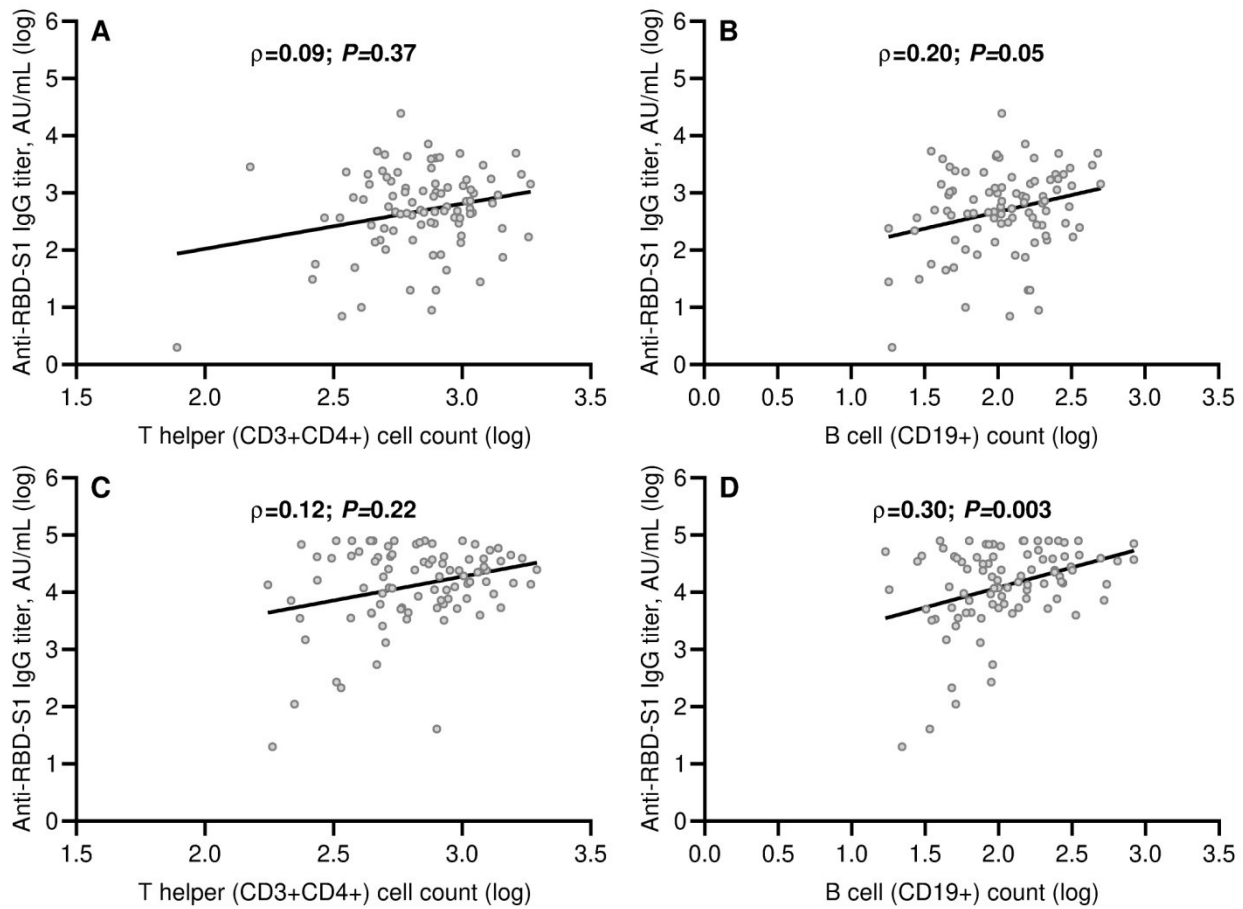 A
ρ=0.09; P=0.37
Anti-RBD-S1 IgG titer, AU/mL (log)
6
5
4
3
2
1
0
1.5 2.0 2.5 3.0 3.5
T helper (CD3+CD4+) cell count (log)
B
ρ=0.20; P=0.05
Anti-RBD-S1 IgG titer, AU/mL (log)
6
5
4
3
2
1
0
0.0 0.5 1.0 1.5 2.0 2.5 3.0 3.5
B cell (CD19+) count (log)
C
ρ=0.12; P=0.22
Anti-RBD-S1 IgG titer, AU/mL (log)
6
5
4
3
2
1
0
1.5 2.0 2.5 3.0 3.5
T helper (CD3+CD4+) cell count (log)
D
ρ=0.30; P=0.003
Anti-RBD-S1 IgG titer, AU/mL (log)
6
5
4
3
2
1
0
0.0 0.5 1.0 1.5 2.0 2.5 3.0 3.5
B cell (CD19+) count (log)